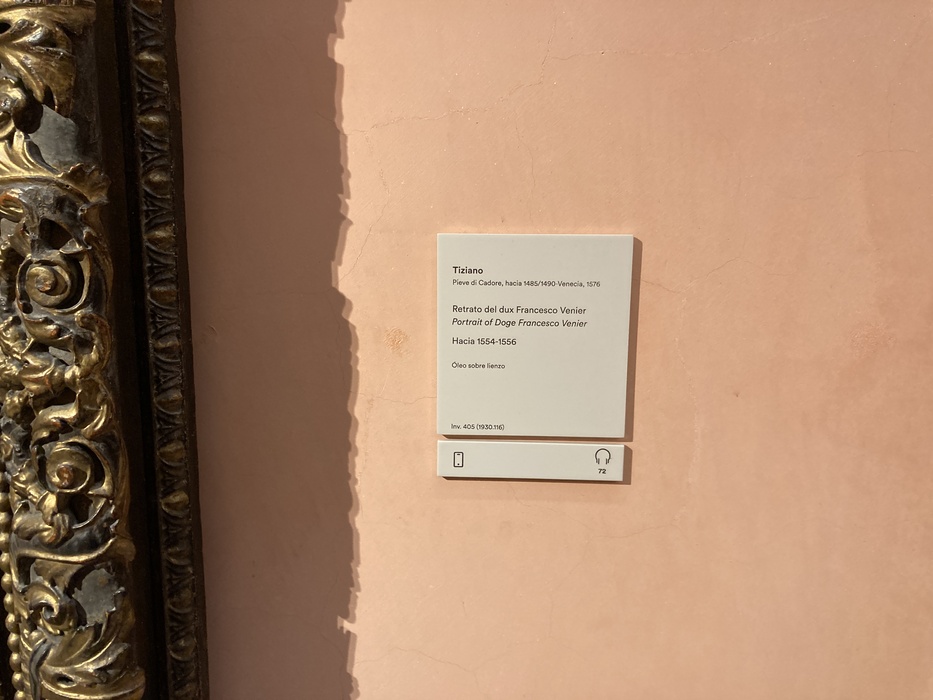 Tiziano
Pieve di Cadore, hacia 1485/1490-Venecia, 1576
Retrato del dux Francesco Venier
Portrait of Doge Francesco Venier
Hacia 1554-1556
Óleo sobre lienzo
Inv. 405 (1930.116)
72